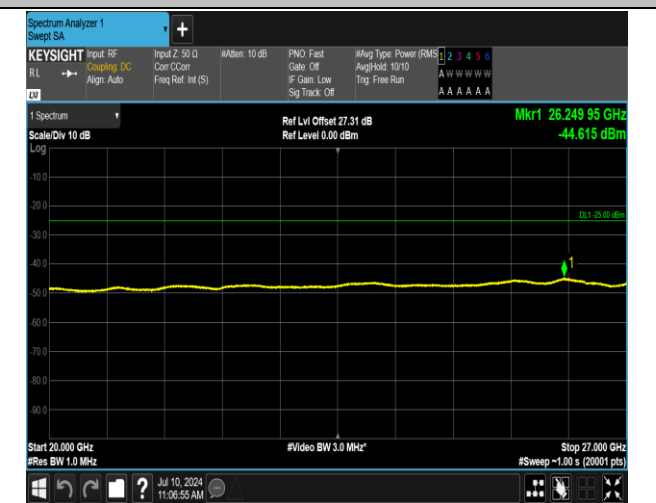 Spectrum Analyzer 1
Swept SA
+
KEYSIGHT
RL
LXI
Input: RF
Coupling: DC
Align: Auto
Input Z: 50 Ω
Corr CCorr
Freq Ref: Int (S)
#Atten: 10 dB
PNO: Fast
Gate: Off
IF Gain: Low
Sig Track: Off
#Avg Type: Power (RMS
Avg|Hold: 10/10
Trig: Free Run
1 2 3 4 5 6
A W W W W W
A A A A A A
1 Spectrum
Scale/Div 10 dB
Log
Ref Lvl Offset 27.31 dB
Ref Level 0.00 dBm
Mkr1 26.249 95 GHz
-44.615 dBm
-10.0
-20.0
DL1 -25.00 dBm
-30.0
-40.0
1
-50.0
-60.0
-70.0
-80.0
-90.0
Start 20.000 GHz
#Res BW 1.0 MHz
#Video BW 3.0 MHz*
Stop 27.000 GHz
#Sweep ~1.00 s (20001 pts)
?
Jul 10, 2024
11:06:55 AM